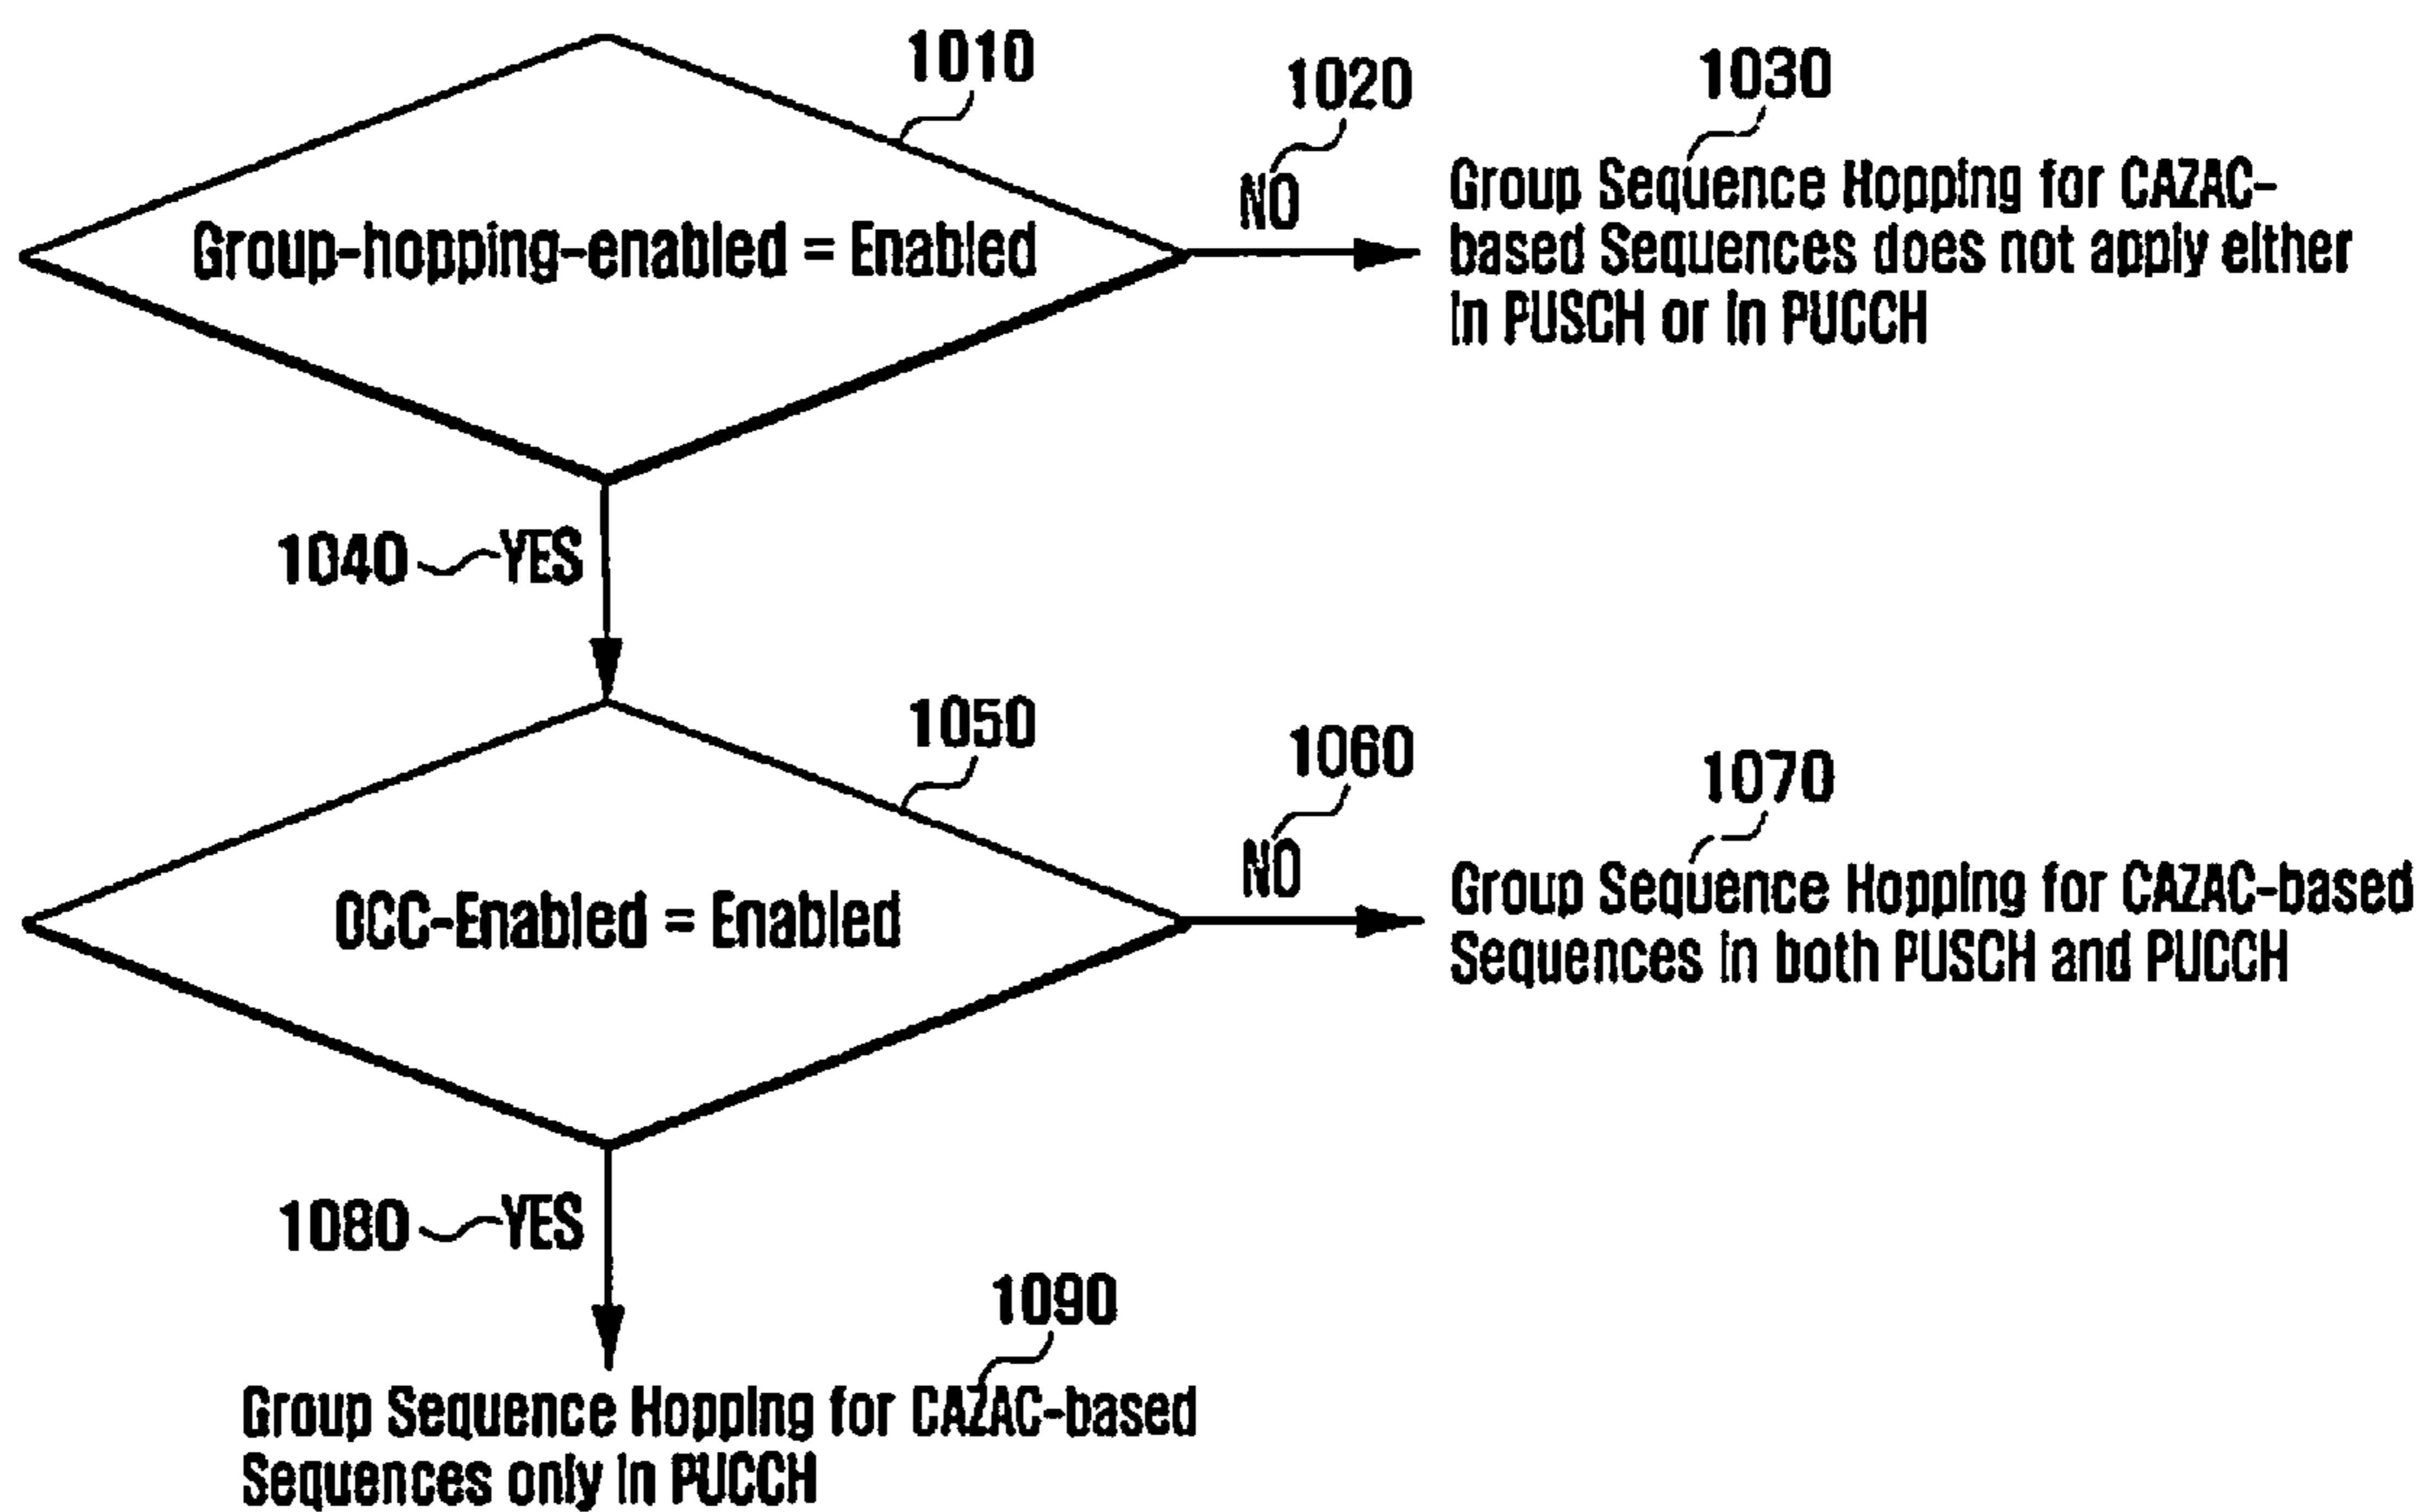 1010
1020
1030
Group-hopping-enabled = Enabled
NO
Group Sequence Hopping for CAZAC-
based Sequences does not apply either
in PUSCH or in PUCCH
1040
YES
1050
1060
1070
OCC-Enabled = Enabled
NO
Group Sequence Hopping for CAZAC-based
Sequences in both PUSCH and PUCCH
1080
YES
1090
Group Sequence Hopping for CAZAC-based
Sequences only in PUCCH